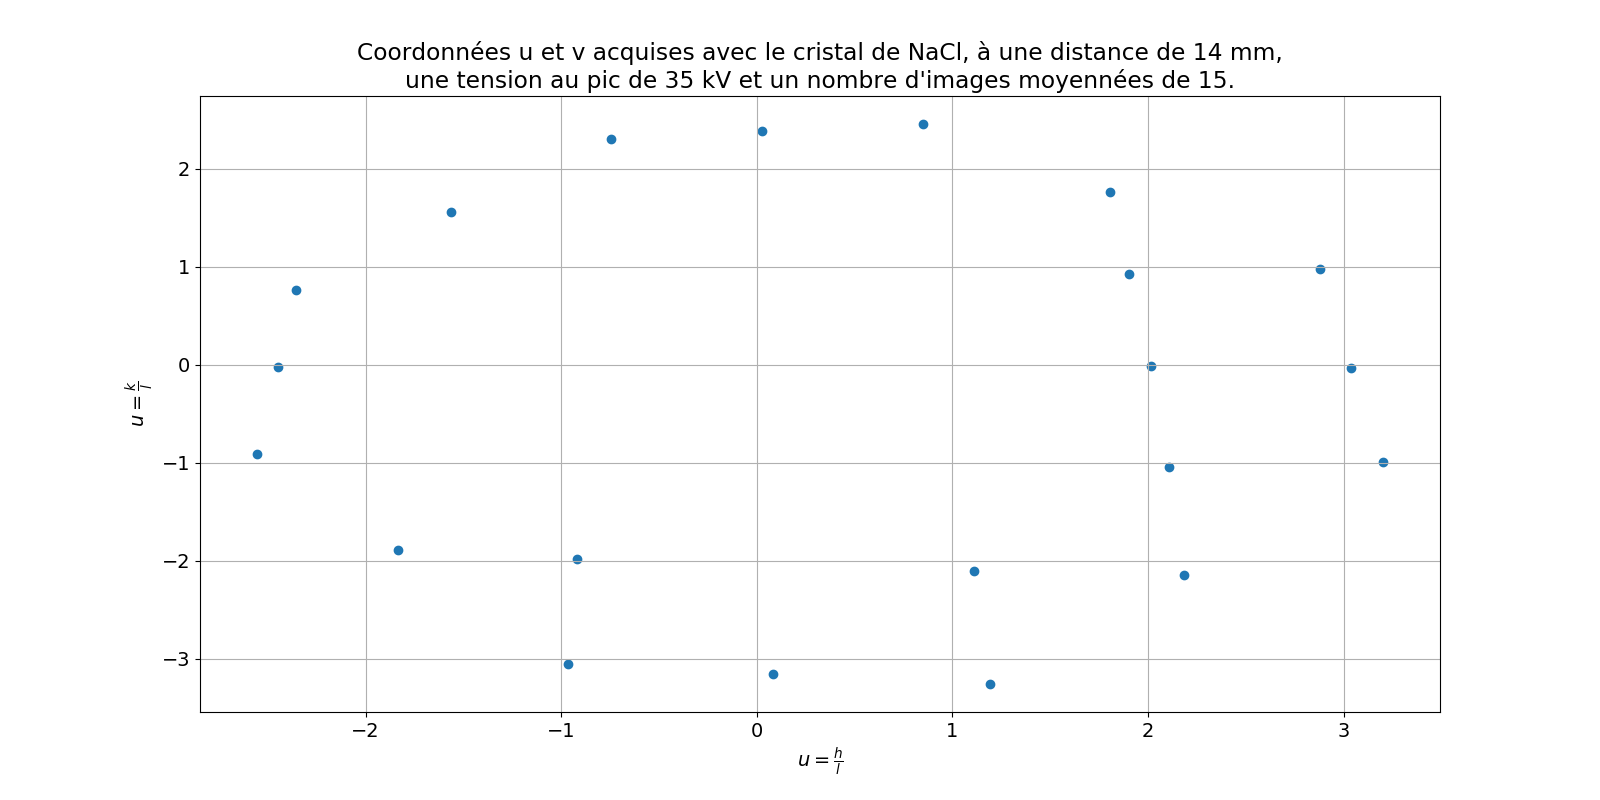 Coordonnées u et v acquises avec le cristal de NaCl, à une distance de 14 mm,
une tension au pic de 35 kV et un nombre d'images moyennées de 15.
2
1
0
−1
−2
−3
u = k/l
−2 −1 0 1 2 3
u = h/l